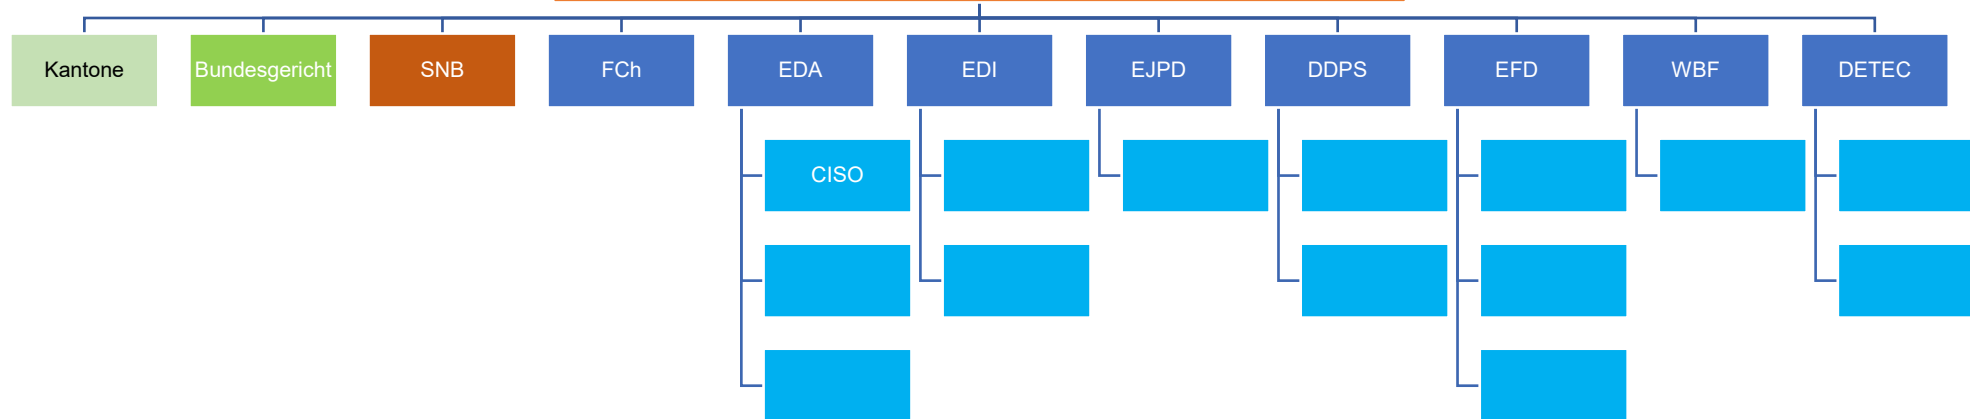 Kantone
Bundesgericht
SNB
FCh
EDA
EDI
EJPD
DDPS
EFD
WBF
DETEC
CISO